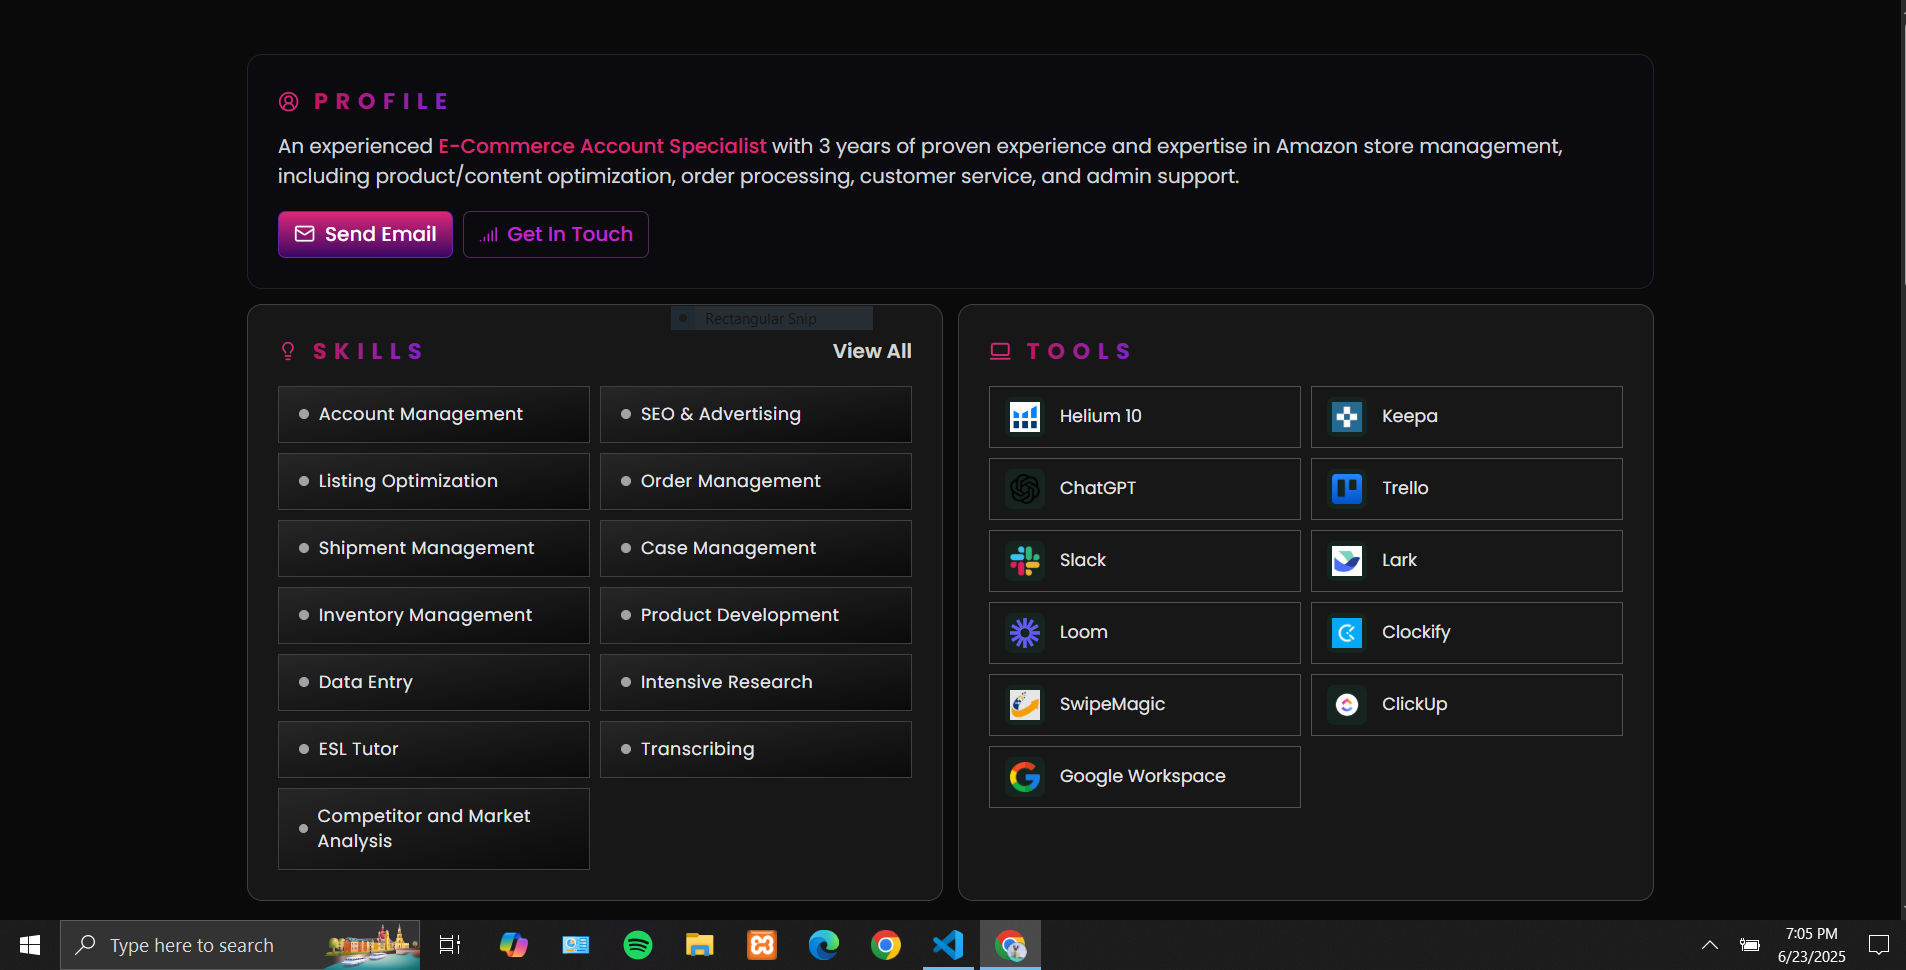 PROFILE
An experienced E-Commerce Account Specialist with 3 years of proven experience and expertise in Amazon store management,
including product/content optimization, order processing, customer service, and admin support.
Send Email
Get In Touch
Rectangular Snip
SKILLS
View All
Account Management
SEO & Advertising
Listing Optimization
Order Management
Shipment Management
Case Management
Inventory Management
Product Development
Data Entry
Intensive Research
ESL Tutor
Transcribing
Competitor and Market
Analysis
TOOLS
Helium 10
Keepa
ChatGPT
Trello
Slack
Lark
Loom
Clockify
SwipeMagic
ClickUp
Google Workspace
Type here to search
7:05 PM
6/23/2025